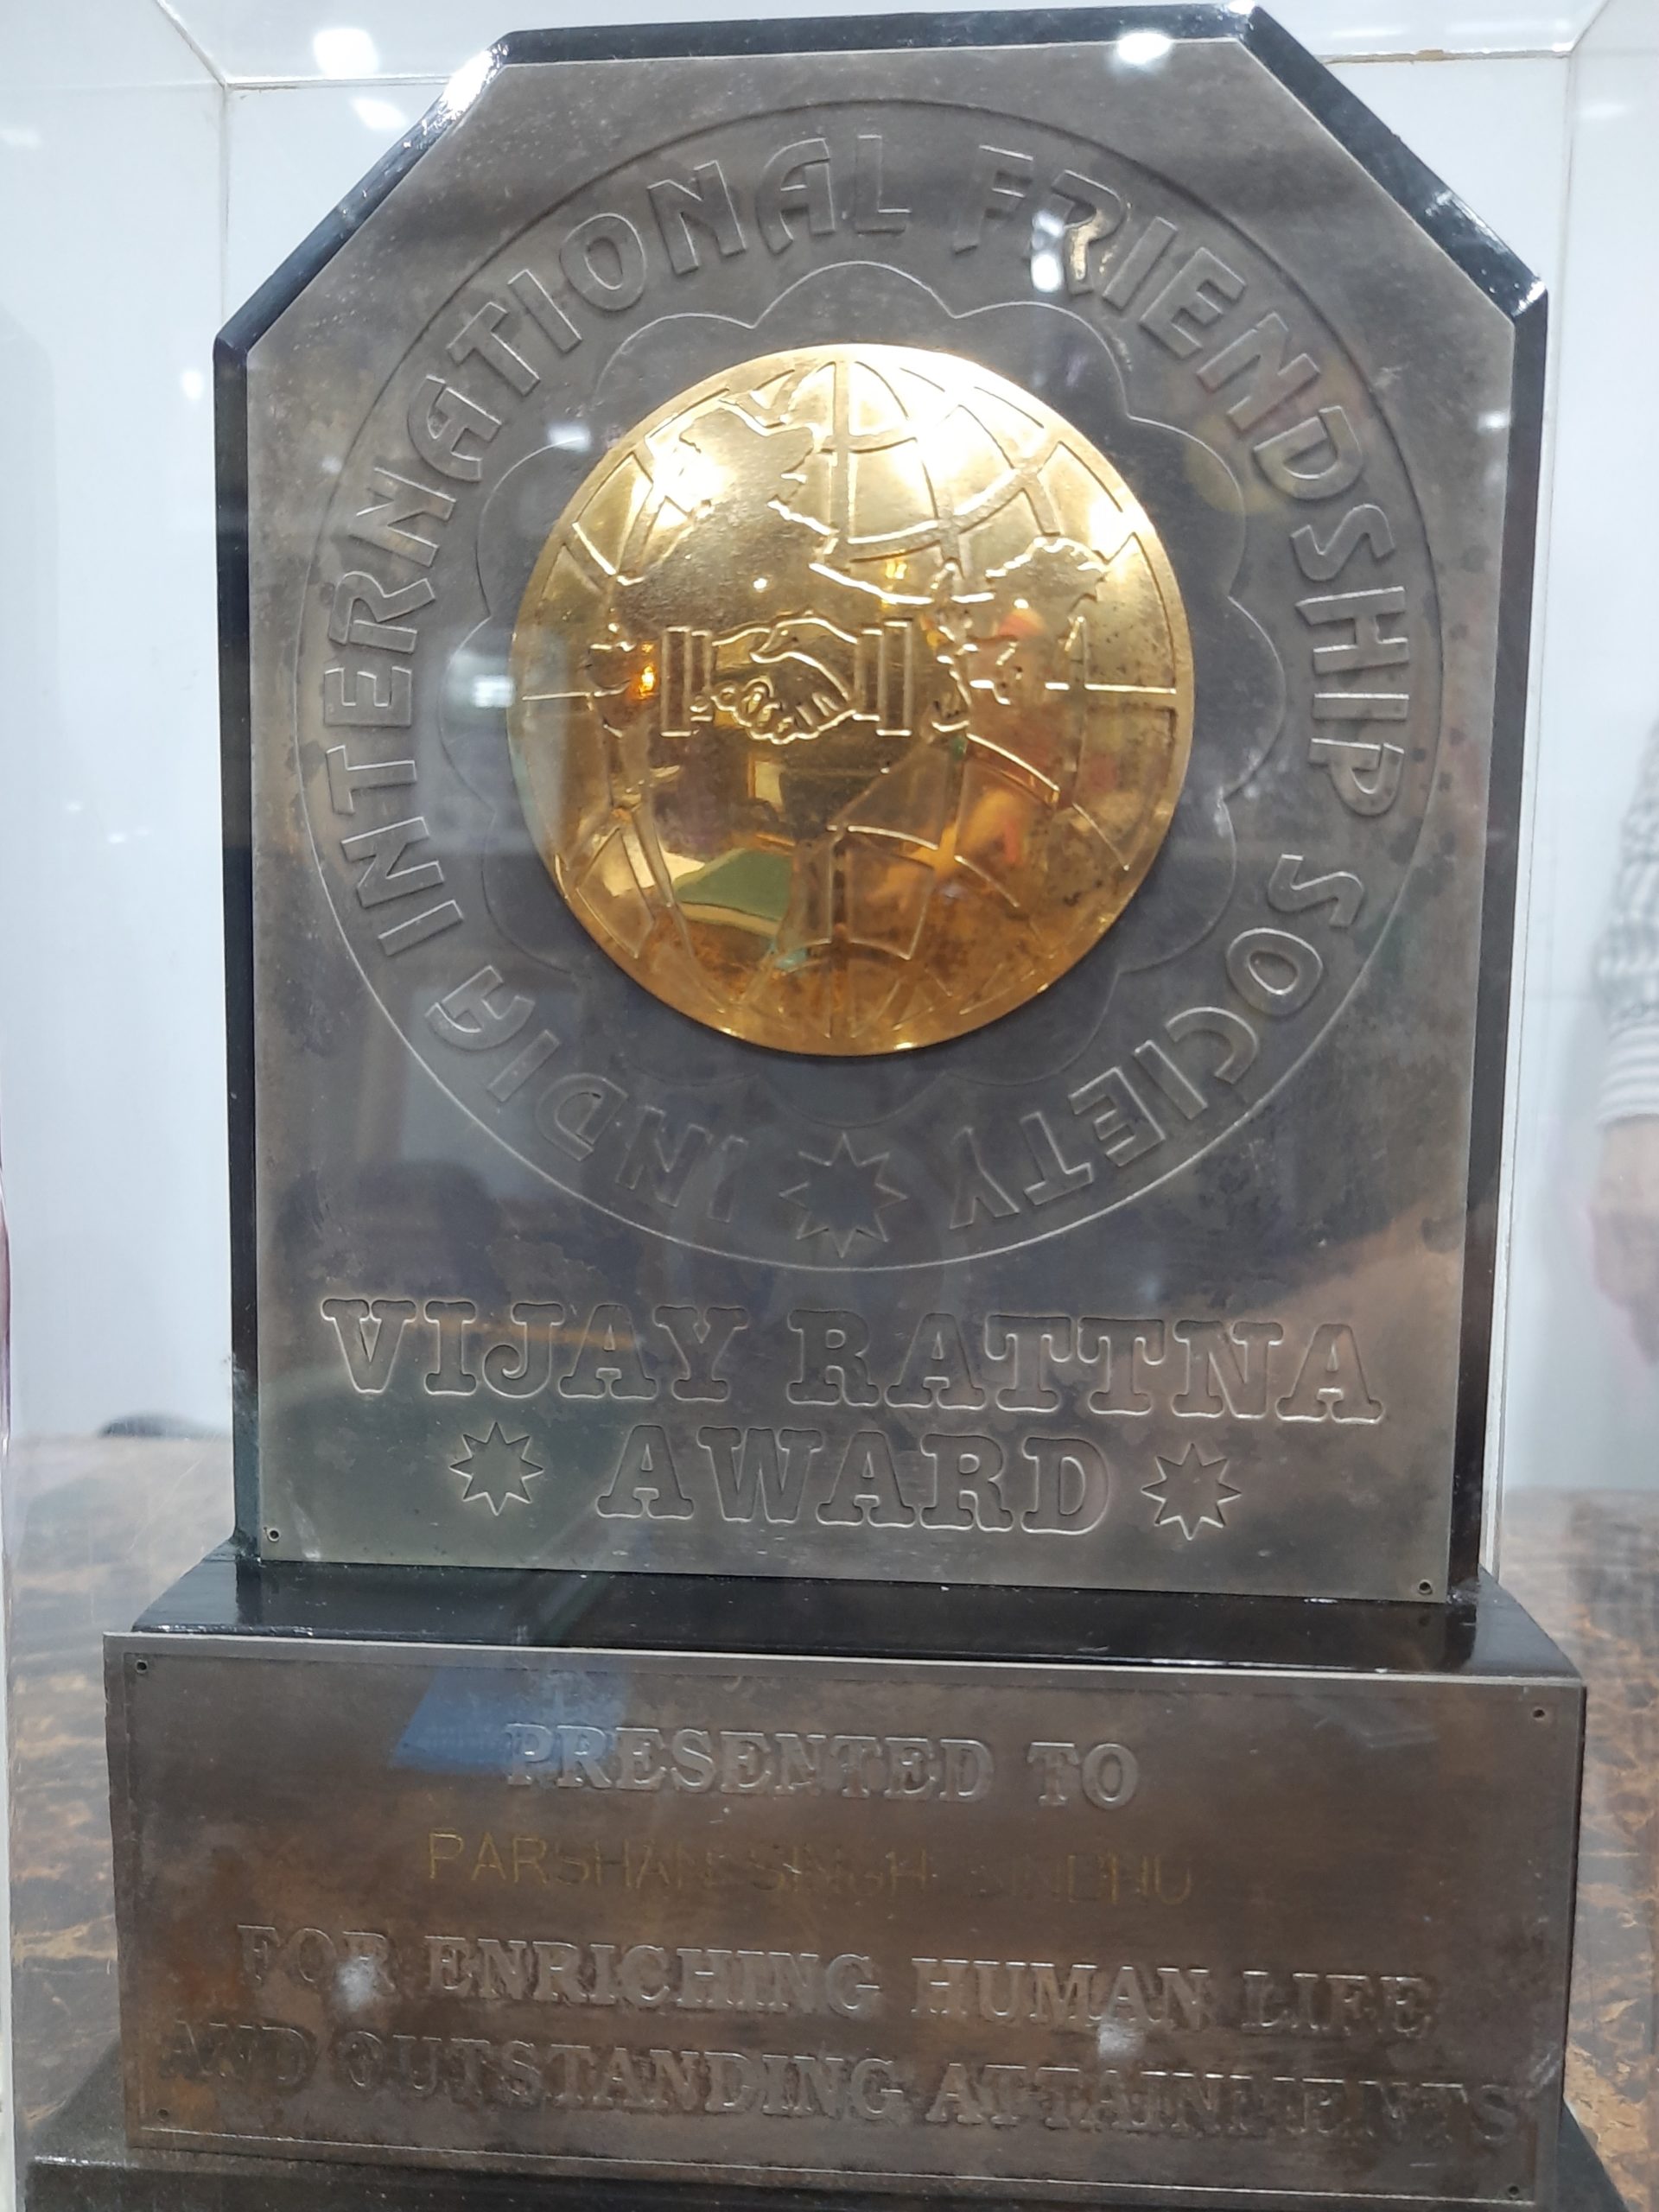 INDIA INTERNATIONAL FRIENDSHIP SOCIETY
VIJAY RATTNA
AWARD
PRESENTED TO
PARSHAN SINGH
FOR ENRICHING HUMAN LIFE
AND OUTSTANDING ATTAINMENTS